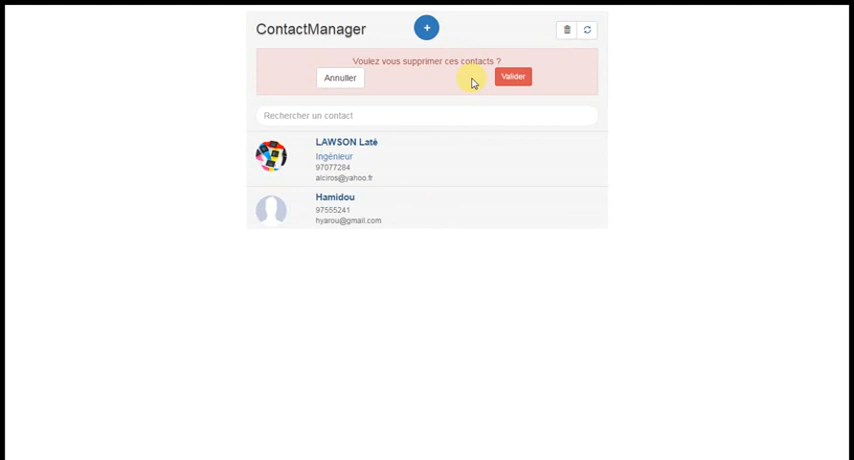 ContactManager
+
Voulez vous supprimer ces contacts ?
Annuller
Valider
Rechercher un contact
LAWSON Laté
Ingénieur
97077284
alciros@yahoo.fr
Hamidou
97555241
hyarou@gmail.com